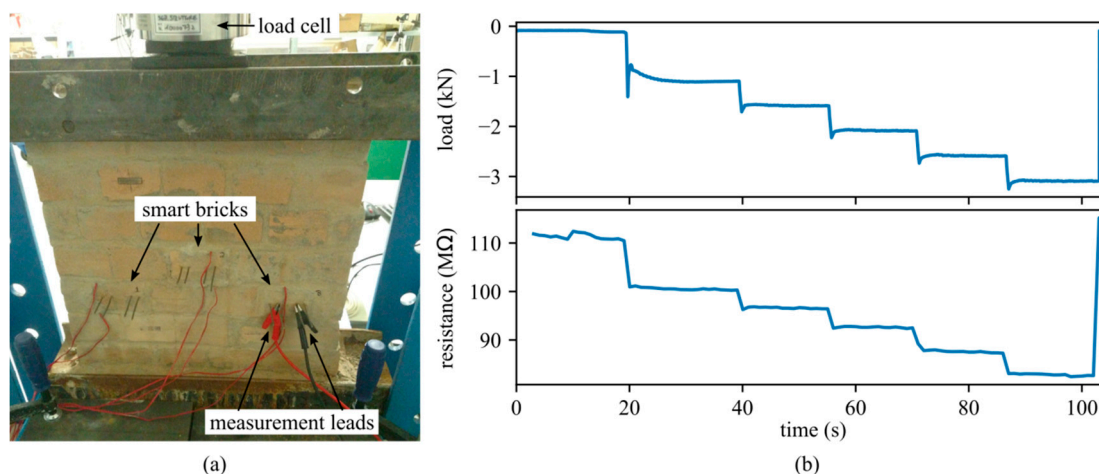 load cell
smart bricks
measurement leads
(a)
0
−1
−2
−3
load (kN)
110
100
90
resistance (MΩ)
0
20
40
60
80
100
time (s)
(b)